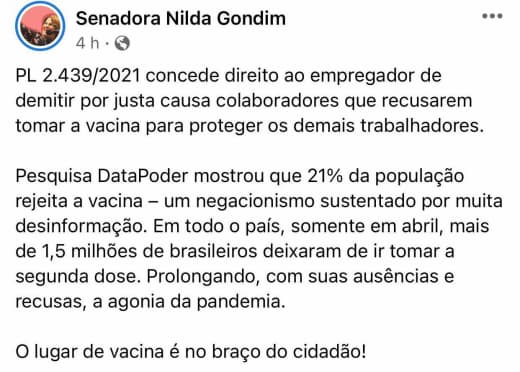 Senadora Nilda Gondim
4 h ·
PL 2.439/2021 concede direito ao empregador de
demitir por justa causa colaboradores que recusarem
tomar a vacina para proteger os demais trabalhadores.
Pesquisa DataPoder mostrou que 21% da população
rejeita a vacina – um negacionismo sustentado por muita
desinformação. Em todo o país, somente em abril, mais
de 1,5 milhões de brasileiros deixaram de ir tomar a
segunda dose. Prolongando, com suas ausências e
recusas, a agonia da pandemia.
O lugar de vacina é no braço do cidadão!